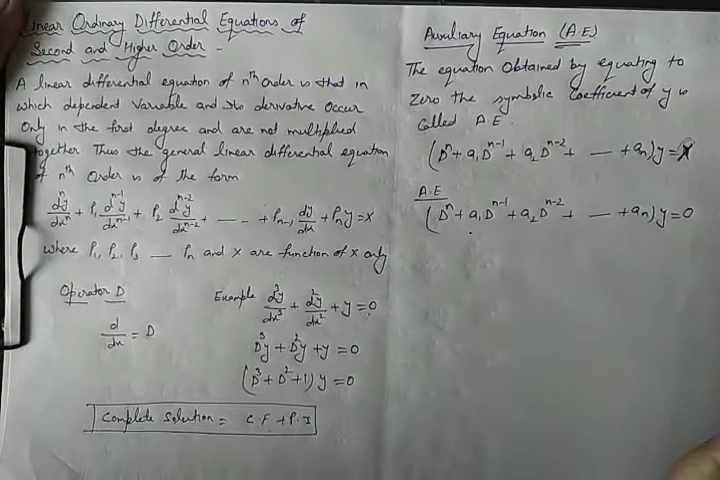 Linear Ordinary Differential Equations of
Second and Higher Order -
A linear differential equation of nth order is that in
which dependent variable and its derivative occur
only in the first degree and are not multiplied
together. Thus the general linear differential equation
of nth order is of the form
dⁿy/dxⁿ + P₁ dⁿ⁻¹y/dxⁿ⁻¹ + P₂ dⁿ⁻²y/dxⁿ⁻² + — - + Pₙ₋₁ dy/dx + Pₙy = X
where P₁, P₂, P₃ — Pₙ and X are function of x only
Operator D
d/dx = D
Example d³y/dx³ + d²y/dx² + y = 0
D³y + D²y + y = 0
(D³ + D² + 1) y = 0
Complete Solution = C.F + P.I
Auxuliary Equation (A.E)
The equation obtained by equating to
zero the symbolic coefficient of y is
called A.E.
(Dⁿ + a₁Dⁿ⁻¹ + a₂Dⁿ⁻² + — + aₙ)y = X
A.E
(Dⁿ + a₁Dⁿ⁻¹ + a₂Dⁿ⁻² + — + aₙ)y = 0